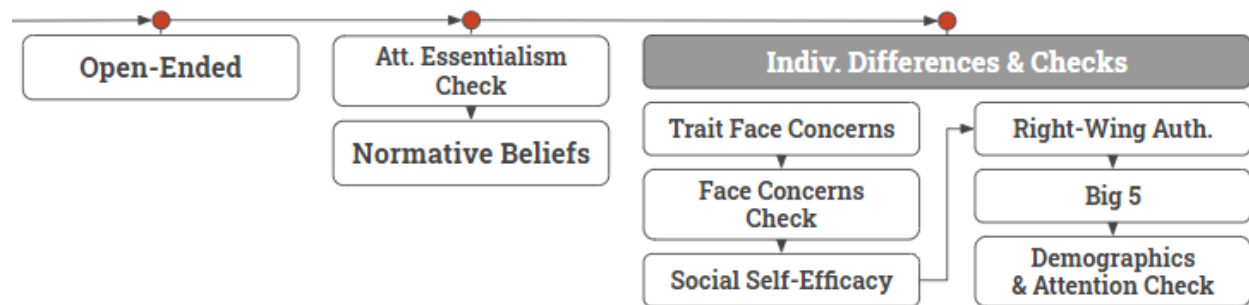 Open-Ended
Att. Essentialism
Check
Normative Beliefs
Indiv. Differences & Checks
Trait Face Concerns
Face Concerns
Check
Social Self-Efficacy
Right-Wing Auth.
Big 5
Demographics
& Attention Check